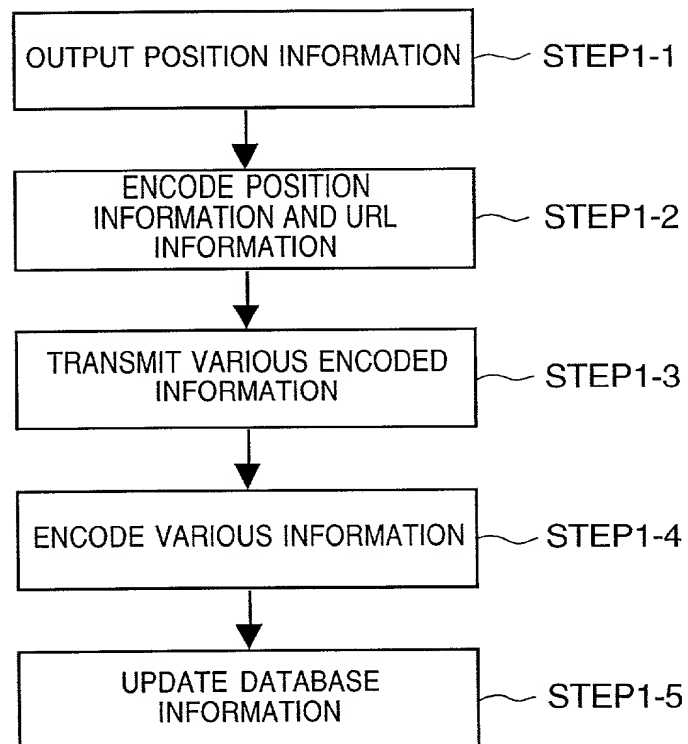 OUTPUT POSITION INFORMATION
STEP1-1
ENCODE POSITION
INFORMATION AND URL
INFORMATION
STEP1-2
TRANSMIT VARIOUS ENCODED
INFORMATION
STEP1-3
ENCODE VARIOUS INFORMATION
STEP1-4
UPDATE DATABASE
INFORMATION
STEP1-5